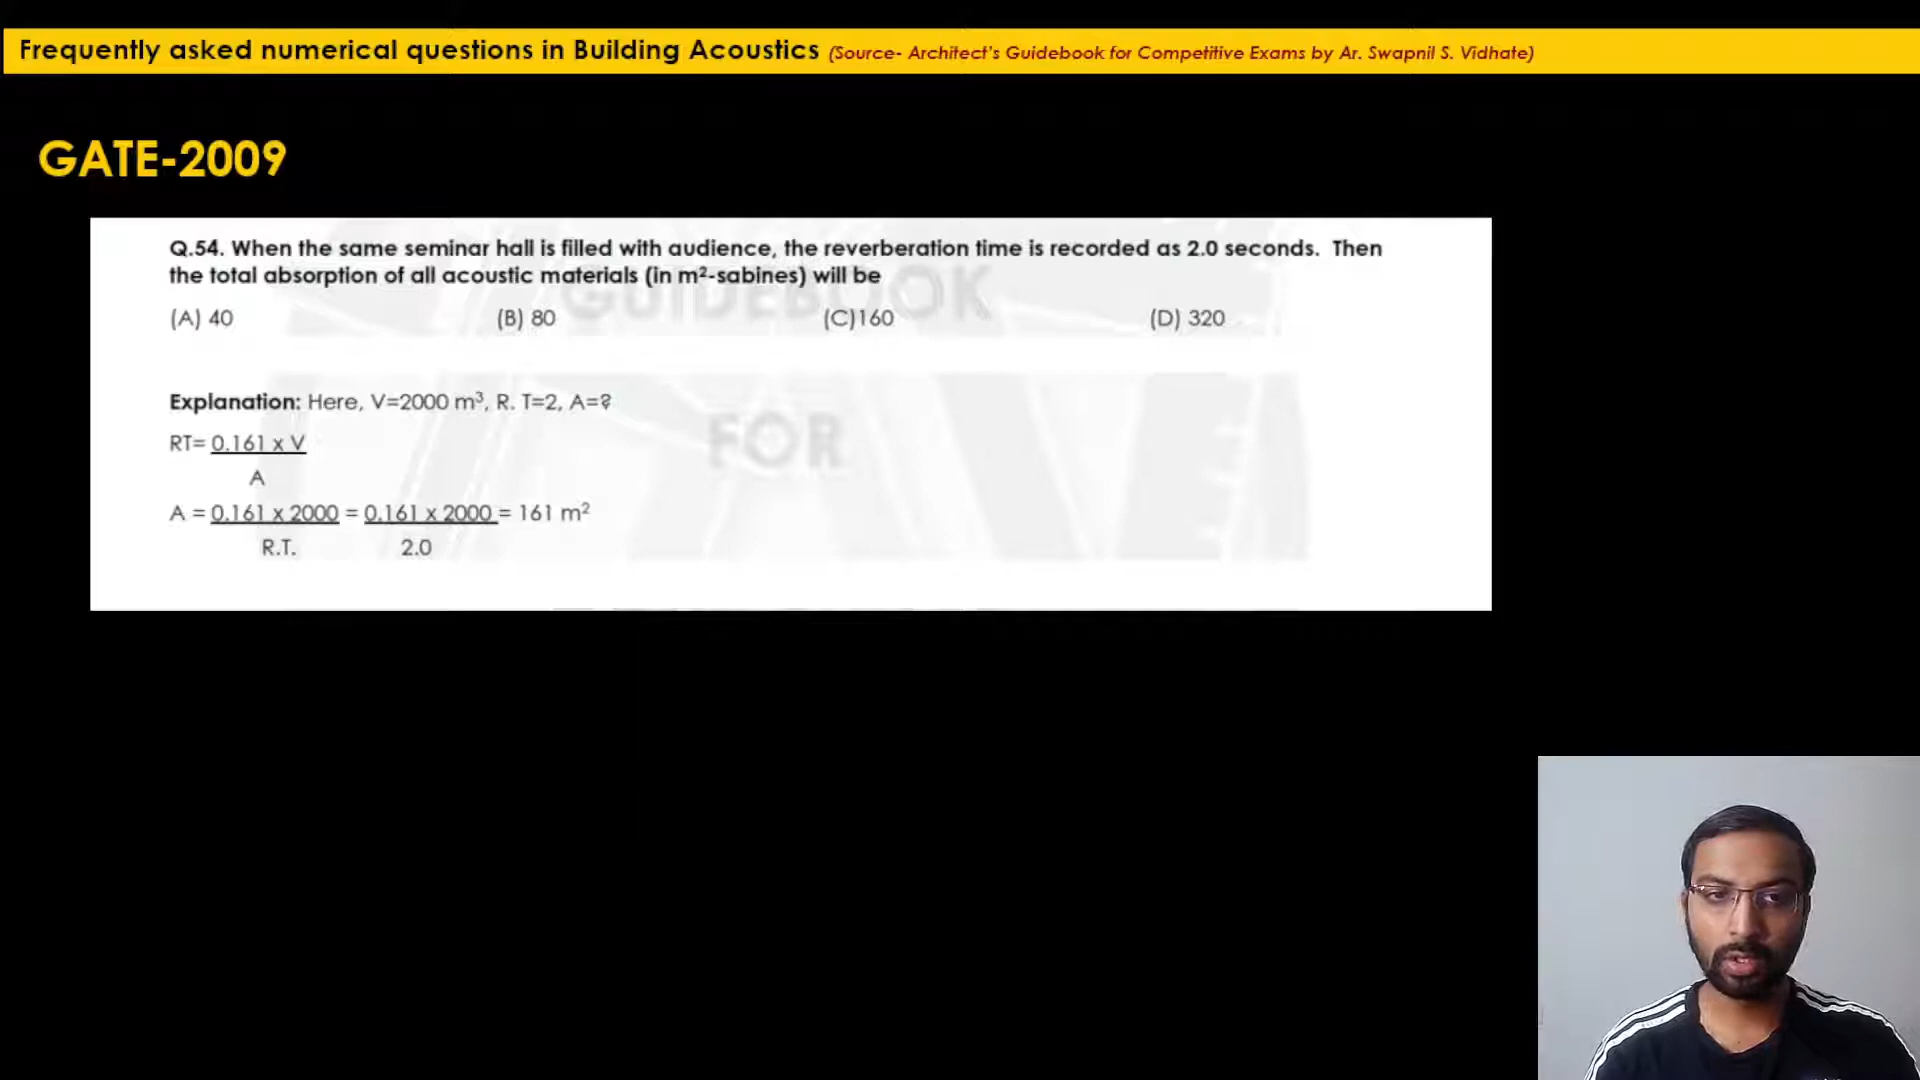 Frequently asked numerical questions in Building Acoustics (Source- Architect's Guidebook for Competitive Exams by Ar. Swapnil S. Vidhate)
GATE-2009
Q.54. When the same seminar hall is filled with audience, the reverberation time is recorded as 2.0 seconds. Then
the total absorption of all acoustic materials (in m²-sabines) will be
(A) 40 (B) 80 (C)160 (D) 320
Explanation: Here, V=2000 m³, R. T=2, A=?
RT= 0.161 x V
A
A = 0.161 x 2000 = 0.161 x 2000 = 161 m²
R.T. 2.0
GUIDEBOOK
FOR